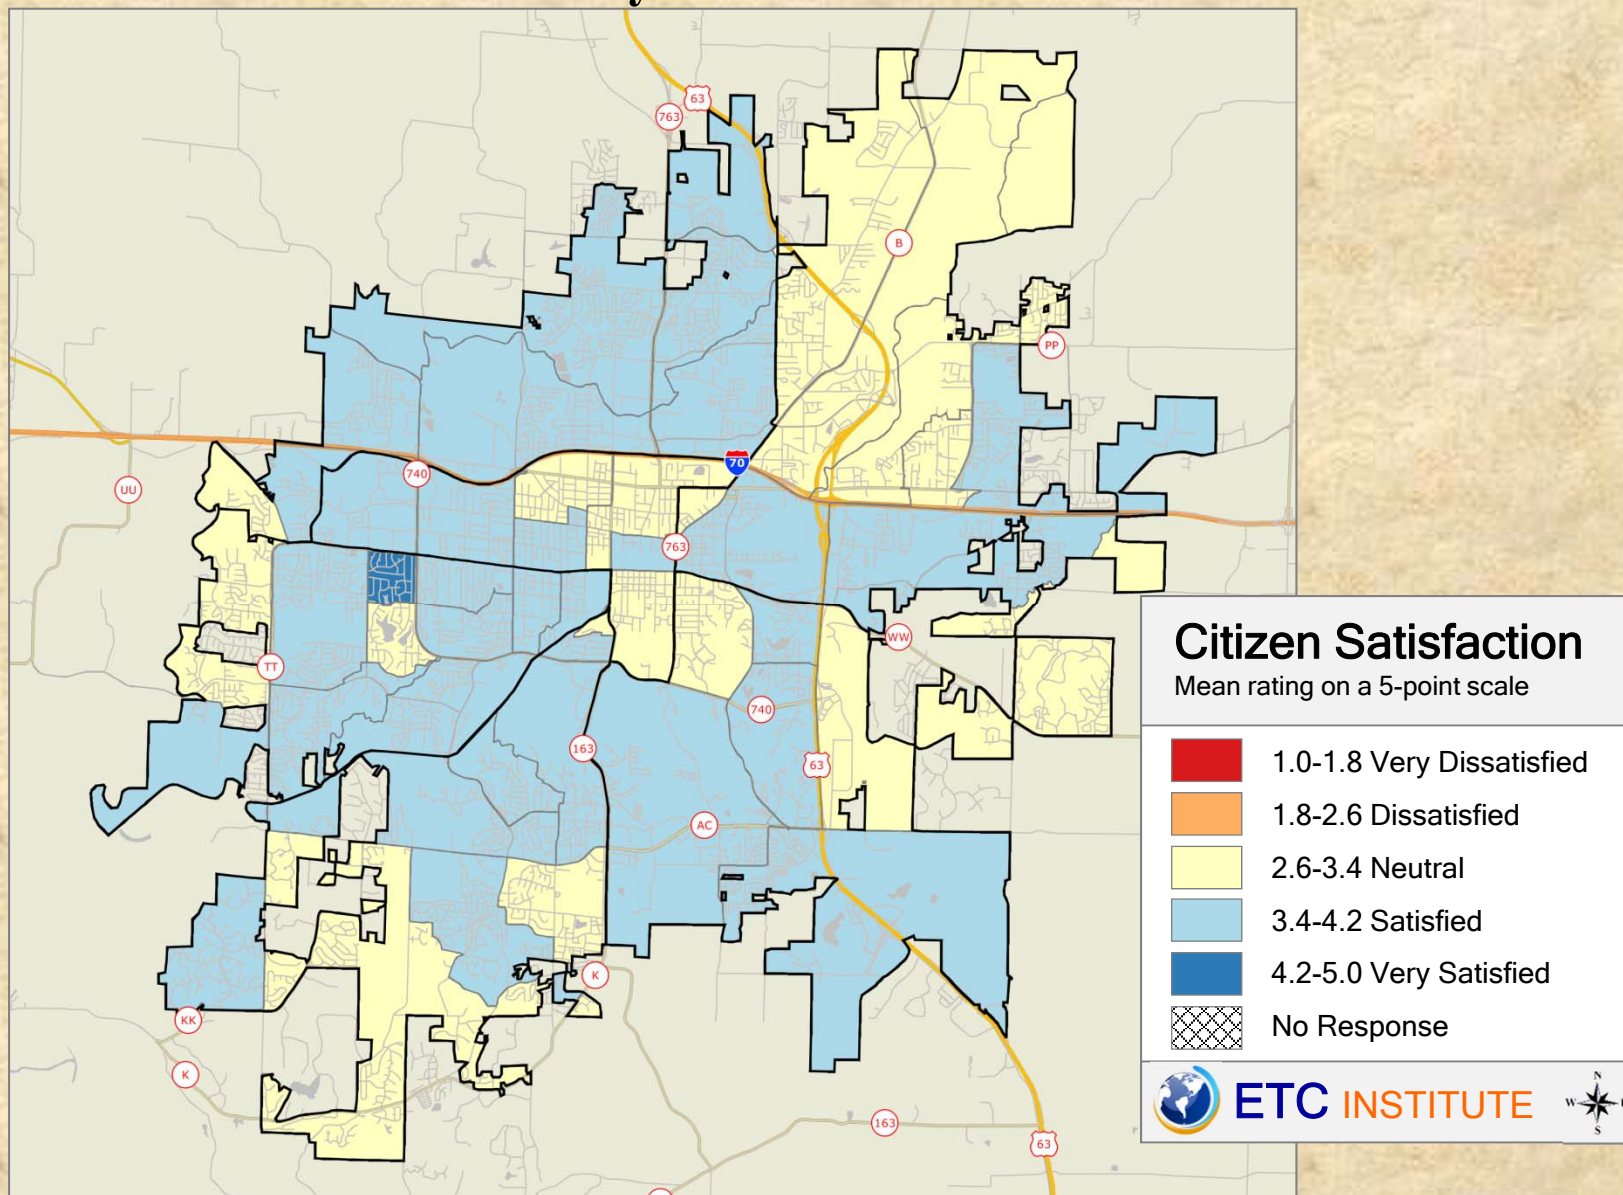 63
763
B
PP
70
740
UU
763
WW
TT
740
163
63
AC
K
KK
K
163
63
Citizen Satisfaction
Mean rating on a 5-point scale
1.0-1.8 Very Dissatisfied
1.8-2.6 Dissatisfied
2.6-3.4 Neutral
3.4-4.2 Satisfied
4.2-5.0 Very Satisfied
No Response
ETC INSTITUTE
N
W
S